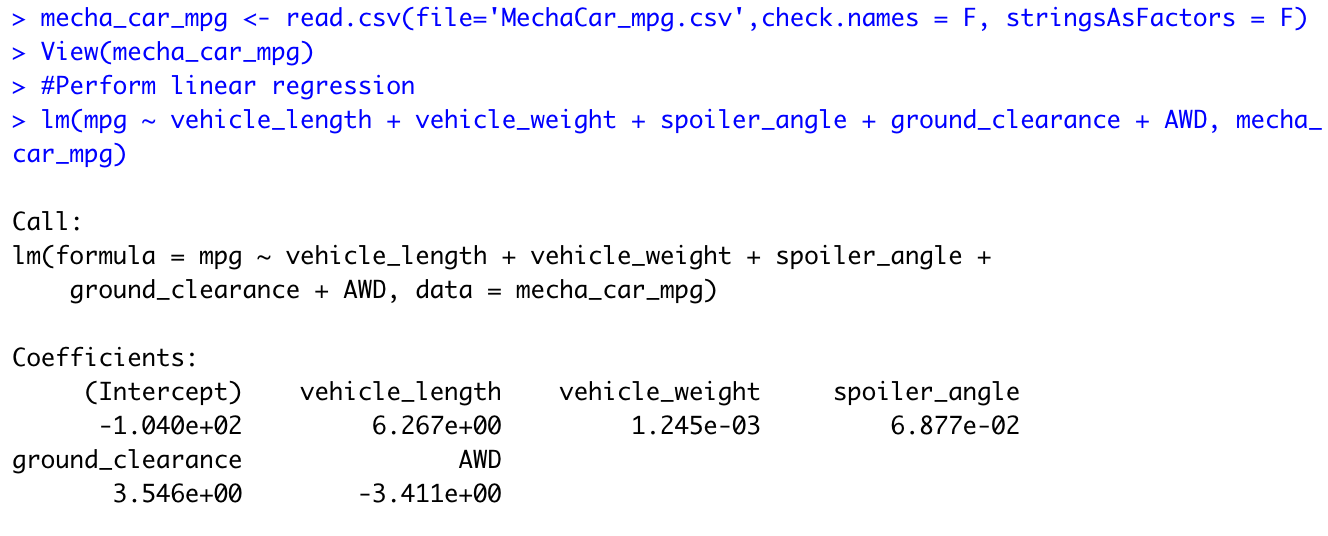 > mecha_car_mpg <- read.csv(file='MechaCar_mpg.csv',check.names = F, stringsAsFactors = F)
> View(mecha_car_mpg)
> #Perform linear regression
> lm(mpg ~ vehicle_length + vehicle_weight + spoiler_angle + ground_clearance + AWD, mecha_
car_mpg)
Call:
lm(formula = mpg ~ vehicle_length + vehicle_weight + spoiler_angle +
    ground_clearance + AWD, data = mecha_car_mpg)
Coefficients:
     (Intercept)    vehicle_length    vehicle_weight     spoiler_angle
      -1.040e+02         6.267e+00         1.245e-03         6.877e-02
ground_clearance               AWD
       3.546e+00        -3.411e+00